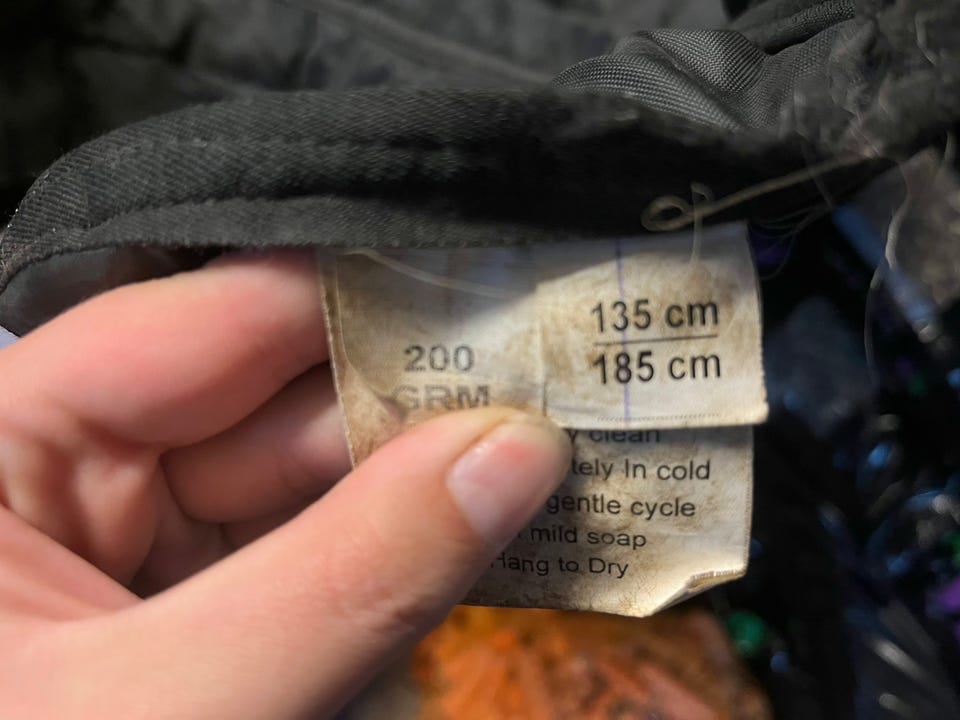 200
GRM
135 cm
185 cm
clean
In cold
gentle cycle
mild soap
Hang to Dry